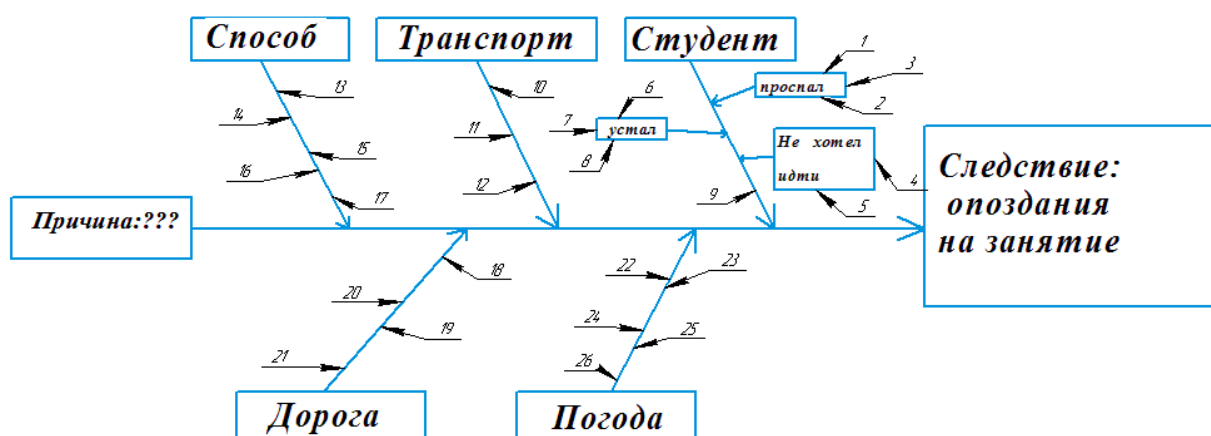 Способ
Транспорт
Студент
1
3
проспал
2
13
10
6
14
7
устал
11
8
Не хотел
идти
15
16
12
4
17
9
5
Причина:???
Следствие:
опоздания
на занятие
18
22
23
20
19
24
25
21
26
Дорога
Погода